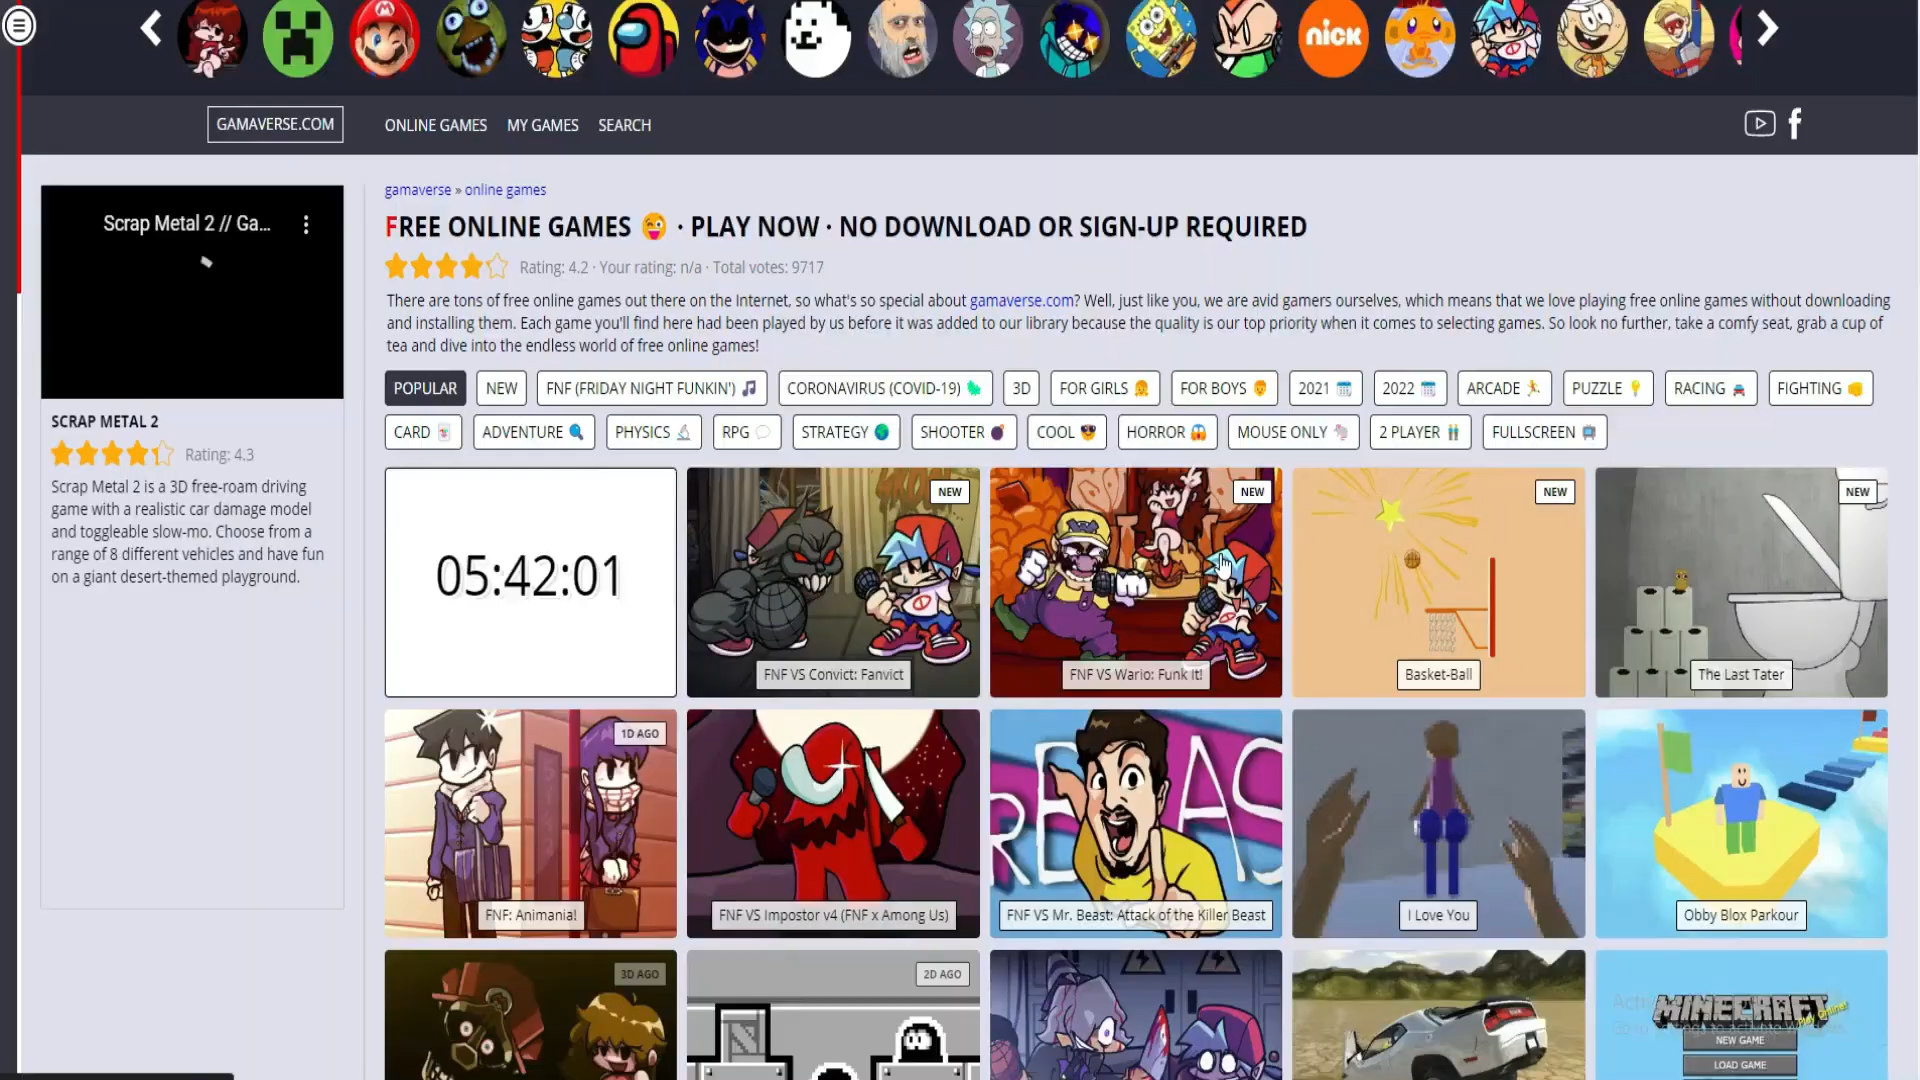 nick
GAMAVERSE.COM
ONLINE GAMES
MY GAMES
SEARCH
Scrap Metal 2 // Ga...
SCRAP METAL 2
Rating: 4.3
Scrap Metal 2 is a 3D free-roam driving
game with a realistic car damage model
and toggleable slow-mo. Choose from a
range of 8 different vehicles and have fun
on a giant desert-themed playground.
gamaverse » online games
FREE ONLINE GAMES 😜 · PLAY NOW · NO DOWNLOAD OR SIGN-UP REQUIRED
Rating: 4.2 · Your rating: n/a · Total votes: 9717
There are tons of free online games out there on the Internet, so what's so special about gamaverse.com? Well, just like you, we are avid gamers ourselves, which means that we love playing free online games without downloading
and installing them. Each game you'll find here had been played by us before it was added to our library because the quality is our top priority when it comes to selecting games. So look no further, take a comfy seat, grab a cup of
tea and dive into the endless world of free online games!
POPULAR NEW FNF (FRIDAY NIGHT FUNKIN') CORONAVIRUS (COVID-19) 3D FOR GIRLS FOR BOYS 2021 2022 ARCADE PUZZLE RACING FIGHTING
CARD ADVENTURE PHYSICS RPG STRATEGY SHOOTER COOL HORROR MOUSE ONLY 2 PLAYER FULLSCREEN
05:42:01
NEW
FNF VS Convict: Fanvict
NEW
FNF VS Wario: Funk It!
NEW
Basket-Ball
NEW
The Last Tater
1D AGO
FNF: Animania!
FNF VS Impostor v4 (FNF x Among Us)
FNF VS Mr. Beast: Attack of the Killer Beast
I Love You
Obby Blox Parkour
3D AGO
2D AGO
MINECRAFT
Play Online!
NEW GAME
LOAD GAME